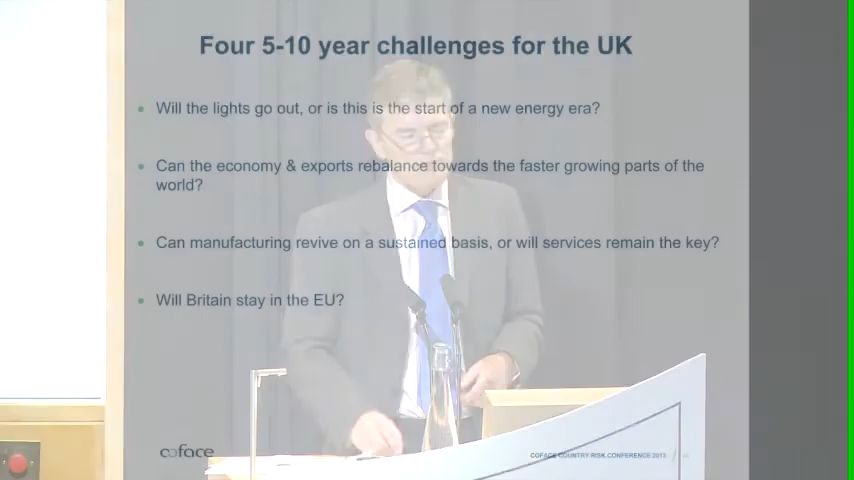 Four 5-10 year challenges for the UK
• Will the lights go out, or is this is the start of a new energy era?
• Can the economy & exports rebalance towards the faster growing parts of the
world?
• Can manufacturing revive on a sustained basis, or will services remain the key?
• Will Britain stay in the EU?
coface
COFACE COUNTRY RISK CONFERENCE 2013 /